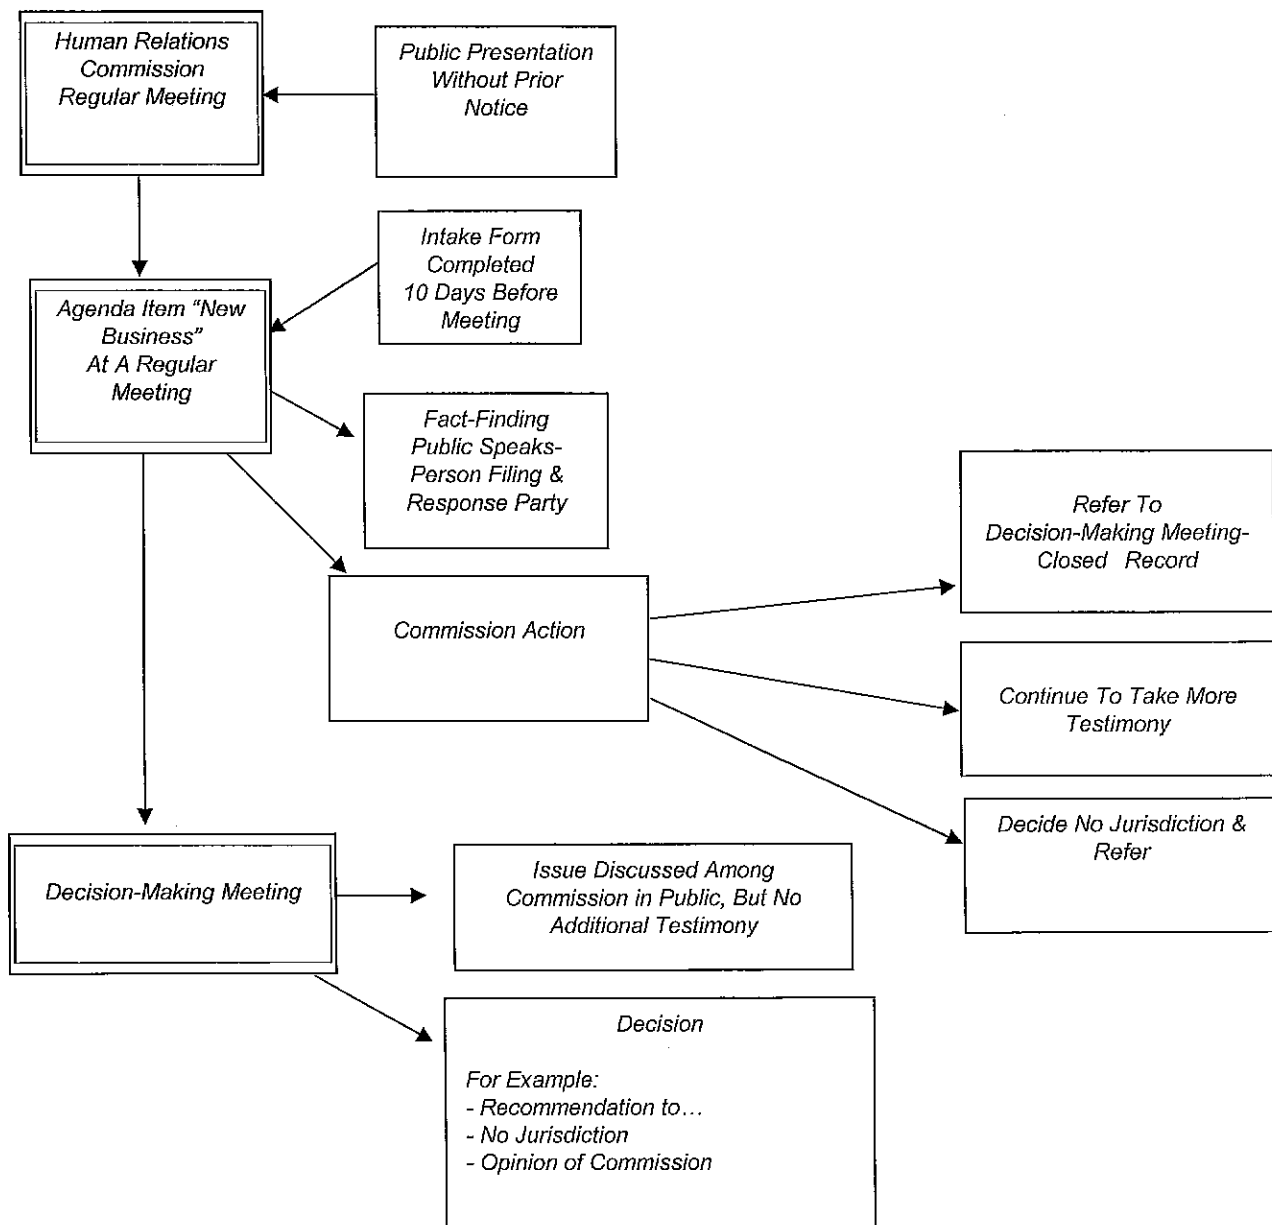 Human Relations
Commission
Regular Meeting
Public Presentation
Without Prior
Notice
Intake Form
Completed
10 Days Before
Meeting
Agenda Item “New
Business”
At A Regular
Meeting
Fact-Finding
Public Speaks-
Person Filing &
Response Party
Refer To
Decision-Making Meeting-
Closed Record
Commission Action
Continue To Take More
Testimony
Decide No Jurisdiction &
Refer
Decision-Making Meeting
Issue Discussed Among
Commission in Public, But No
Additional Testimony
Decision
For Example:
- Recommendation to…
- No Jurisdiction
- Opinion of Commission